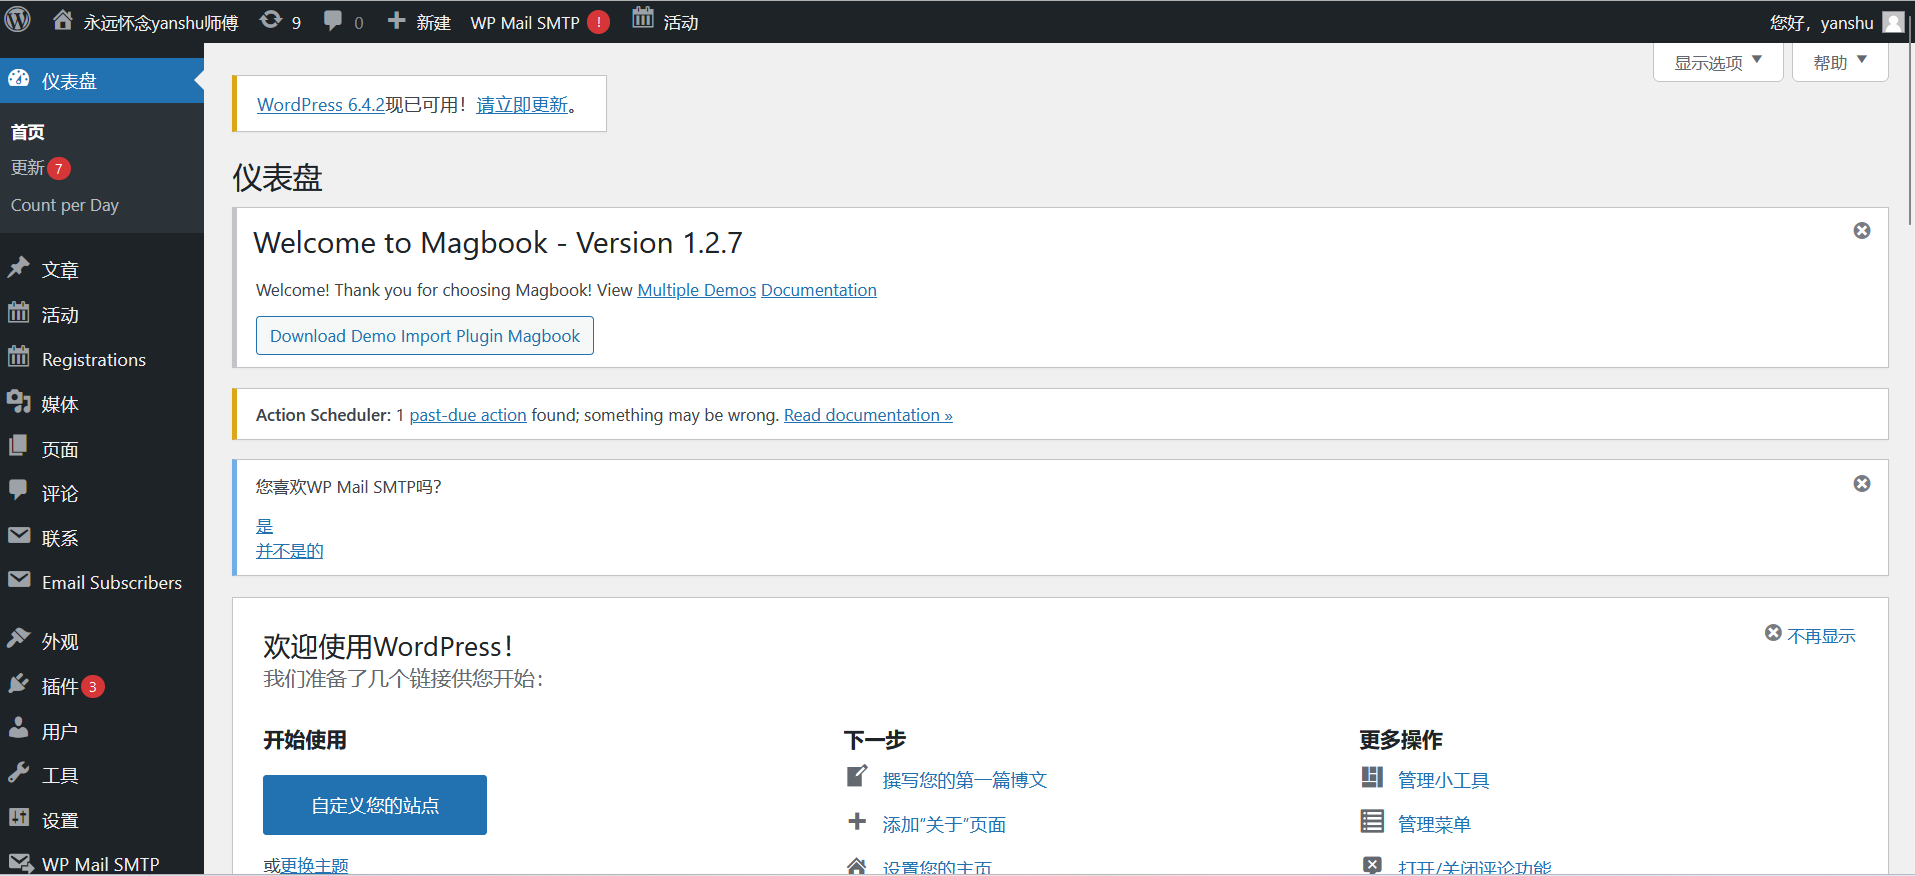 永远怀念yanshu师傅 9 0 新建 WP Mail SMTP ! 活动 您好，yanshu
仪表盘
首页
更新 7
Count per Day
文章
活动
Registrations
媒体
页面
评论
联系
Email Subscribers
外观
插件 3
用户
工具
设置
WP Mail SMTP
显示选项 帮助
WordPress 6.4.2现已可用！请立即更新。
仪表盘
Welcome to Magbook - Version 1.2.7
Welcome! Thank you for choosing Magbook! View Multiple Demos Documentation
Download Demo Import Plugin Magbook
Action Scheduler: 1 past-due action found; something may be wrong. Read documentation »
您喜欢WP Mail SMTP吗？
是
并不是的
欢迎使用WordPress！
不再显示
我们准备了几个链接供您开始：
开始使用
自定义您的站点
或更换主题
下一步
撰写您的第一篇博文
添加“关于”页面
设置您的主页
更多操作
管理小工具
管理菜单
打开/关闭评论功能